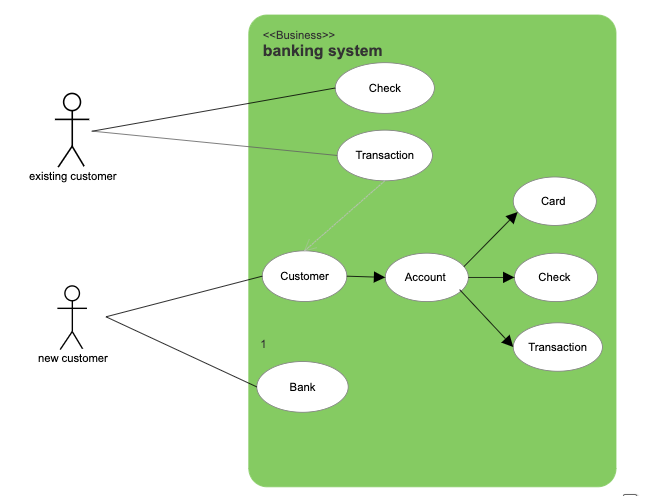 <<Business>>
banking system
Check
existing customer
Transaction
Card
Customer
Account
Check
new customer
1
Transaction
Bank